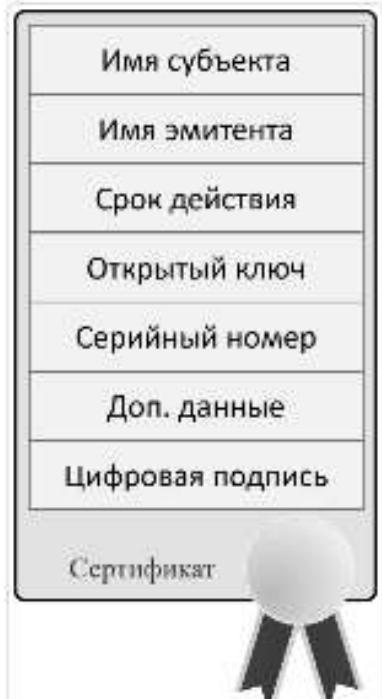 Имя субъекта
Имя эмитента
Срок действия
Открытый ключ
Серийный номер
Доп. данные
Цифровая подпись
Сертификат